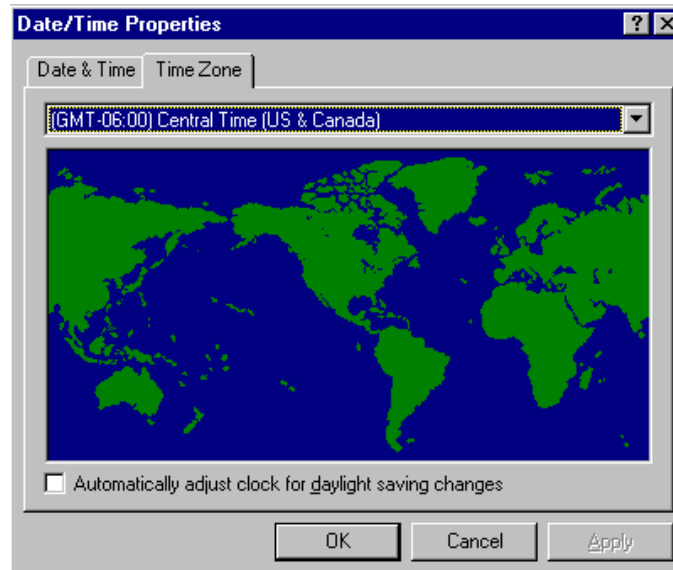 Date/Time Properties
Date & Time Time Zone
(GMT-06:00) Central Time (US & Canada)
Automatically adjust clock for daylight saving changes
OK Cancel Apply